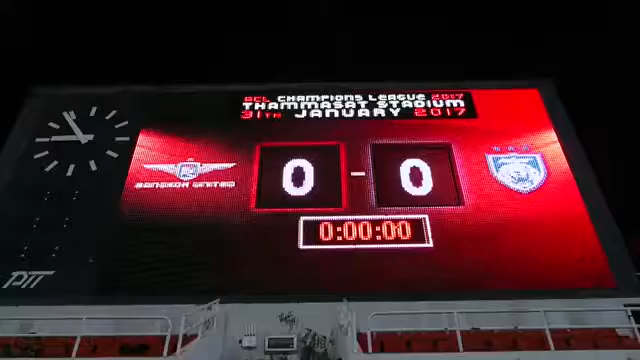 ACL CHAMPIONS LEAGUE 2017
THAMMASAT STADIUM
31TH JANUARY 2017
0 - 0
BANGKOK UNITED
0:00:00
PTT